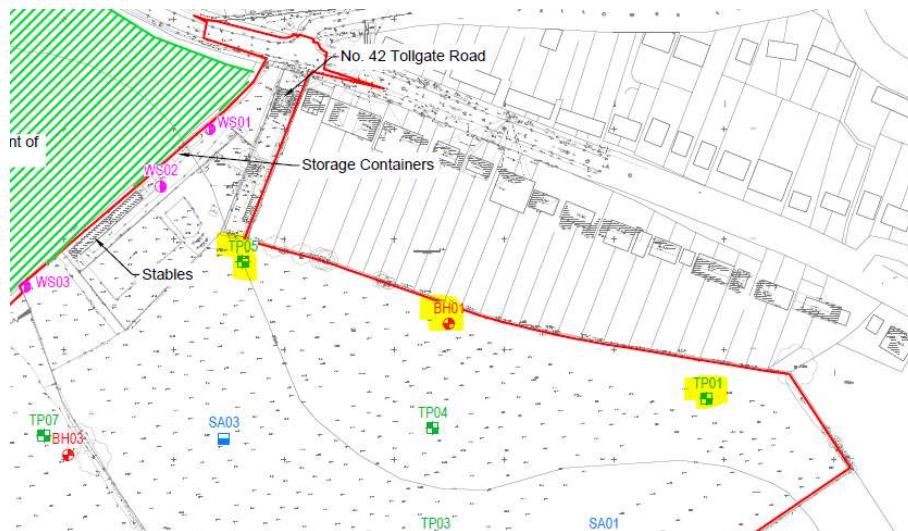 No. 42 Tollgate Road
WS01
nt of
Storage Containers
WS02
TP05
Stables
WS03
BH01
TP01
TP04
TP07
SA03
BH03
TP03
SA01